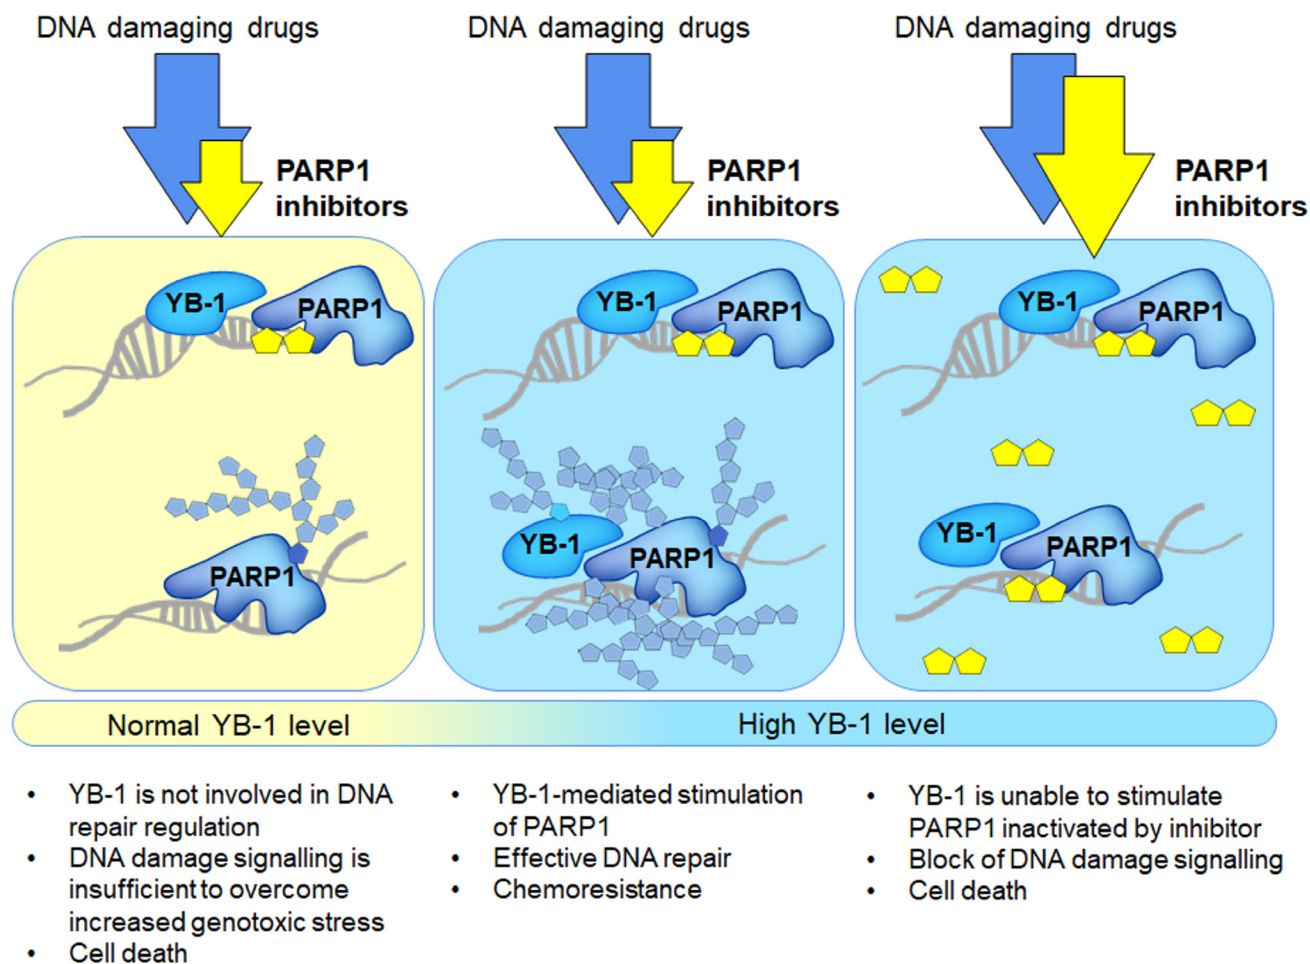 DNA damaging drugs
PARP1
inhibitors
YB-1
PARP1
PARP1
DNA damaging drugs
PARP1
inhibitors
YB-1
PARP1
YB-1
PARP1
DNA damaging drugs
PARP1
inhibitors
YB-1
PARP1
YB-1
PARP1
Normal YB-1 level
High YB-1 level
• YB-1 is not involved in DNA
repair regulation
• DNA damage signalling is
insufficient to overcome
increased genotoxic stress
• Cell death
• YB-1-mediated stimulation
of PARP1
• Effective DNA repair
• Chemoresistance
• YB-1 is unable to stimulate
PARP1 inactivated by inhibitor
• Block of DNA damage signalling
• Cell death